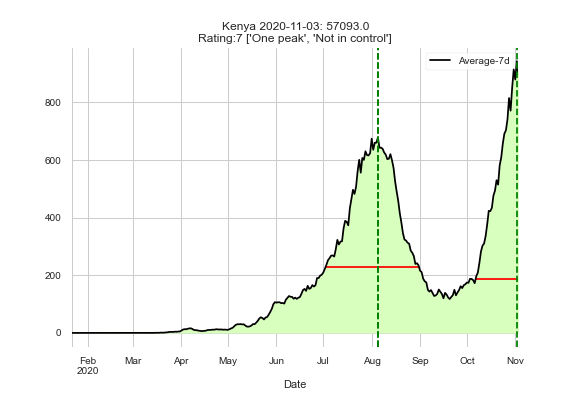 Kenya 2020-11-03: 57093.0
Rating:7 ['One peak', 'Not in control']
Average-7d
800
600
400
200
0
Feb Mar Apr May Jun Jul Aug Sep Oct Nov
2020
Date